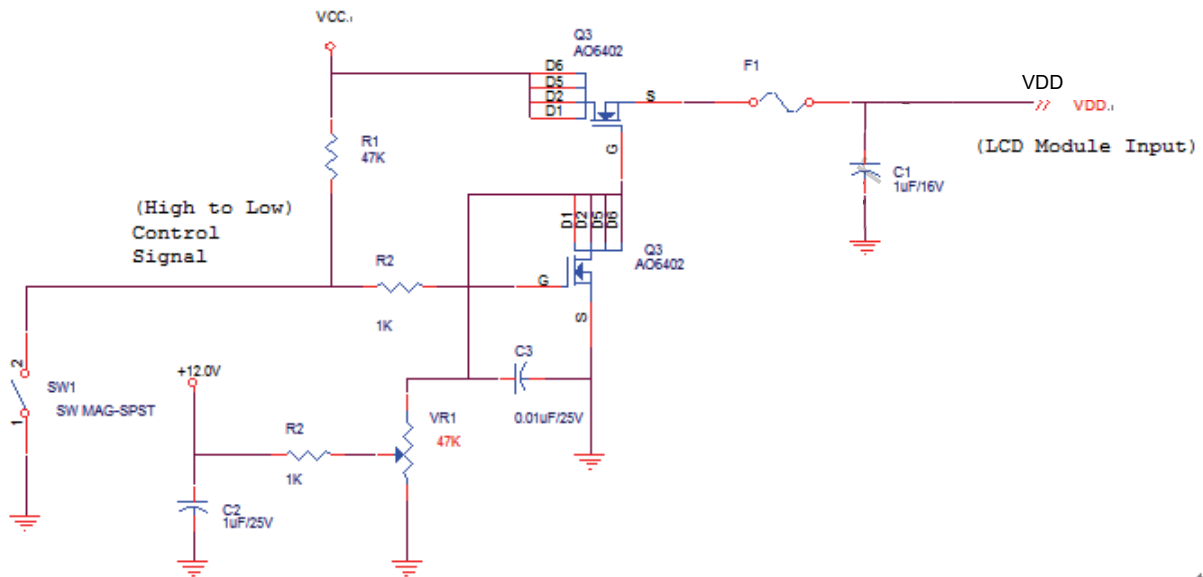 VCC.
Q3
AO6402
D6
D5
D2
D1
S
G
F1
VDD
VDD.
(LCD Module Input)
R1
47K
C1
1uF/16V
(High to Low)
Control
Signal
D1
D2
D5
D6
Q3
AO6402
R2
G
1K
S
2
SW1
SW MAG-SPST
1
+12.0V
C3
0.01uF/25V
R2
1K
VR1
47K
C2
1uF/25V